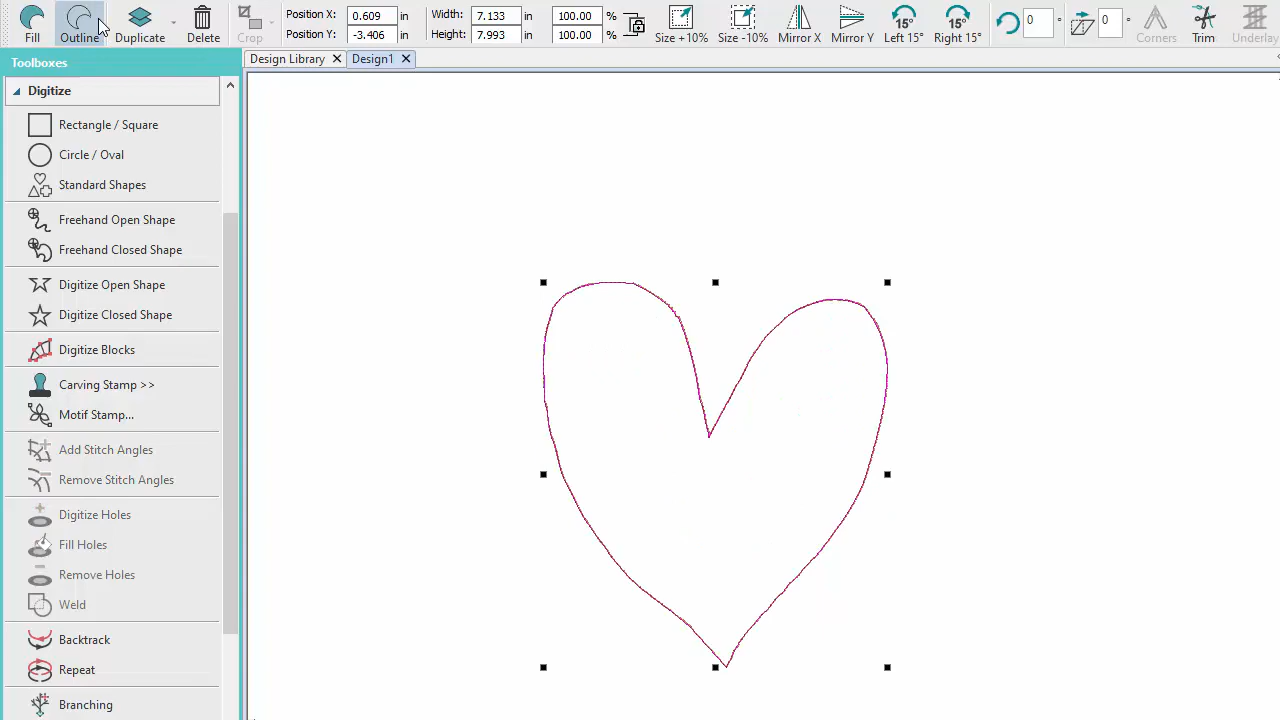 Fill
Outline
Duplicate
Delete
Crop
Position X: 0.609 in
Position Y: -3.406 in
Width: 7.133 in 100.00 %
Height: 7.993 in 100.00 %
Size +10%
Size -10%
Mirror X
Mirror Y
15°
Left 15°
15°
Right 15°
0 °
0 °
Corners
Trim
Underlay
Toolboxes
Design Library
Design1
Digitize
Rectangle / Square
Circle / Oval
Standard Shapes
Freehand Open Shape
Freehand Closed Shape
Digitize Open Shape
Digitize Closed Shape
Digitize Blocks
Carving Stamp >>
Motif Stamp...
Add Stitch Angles
Remove Stitch Angles
Digitize Holes
Fill Holes
Remove Holes
Weld
Backtrack
Repeat
Branching